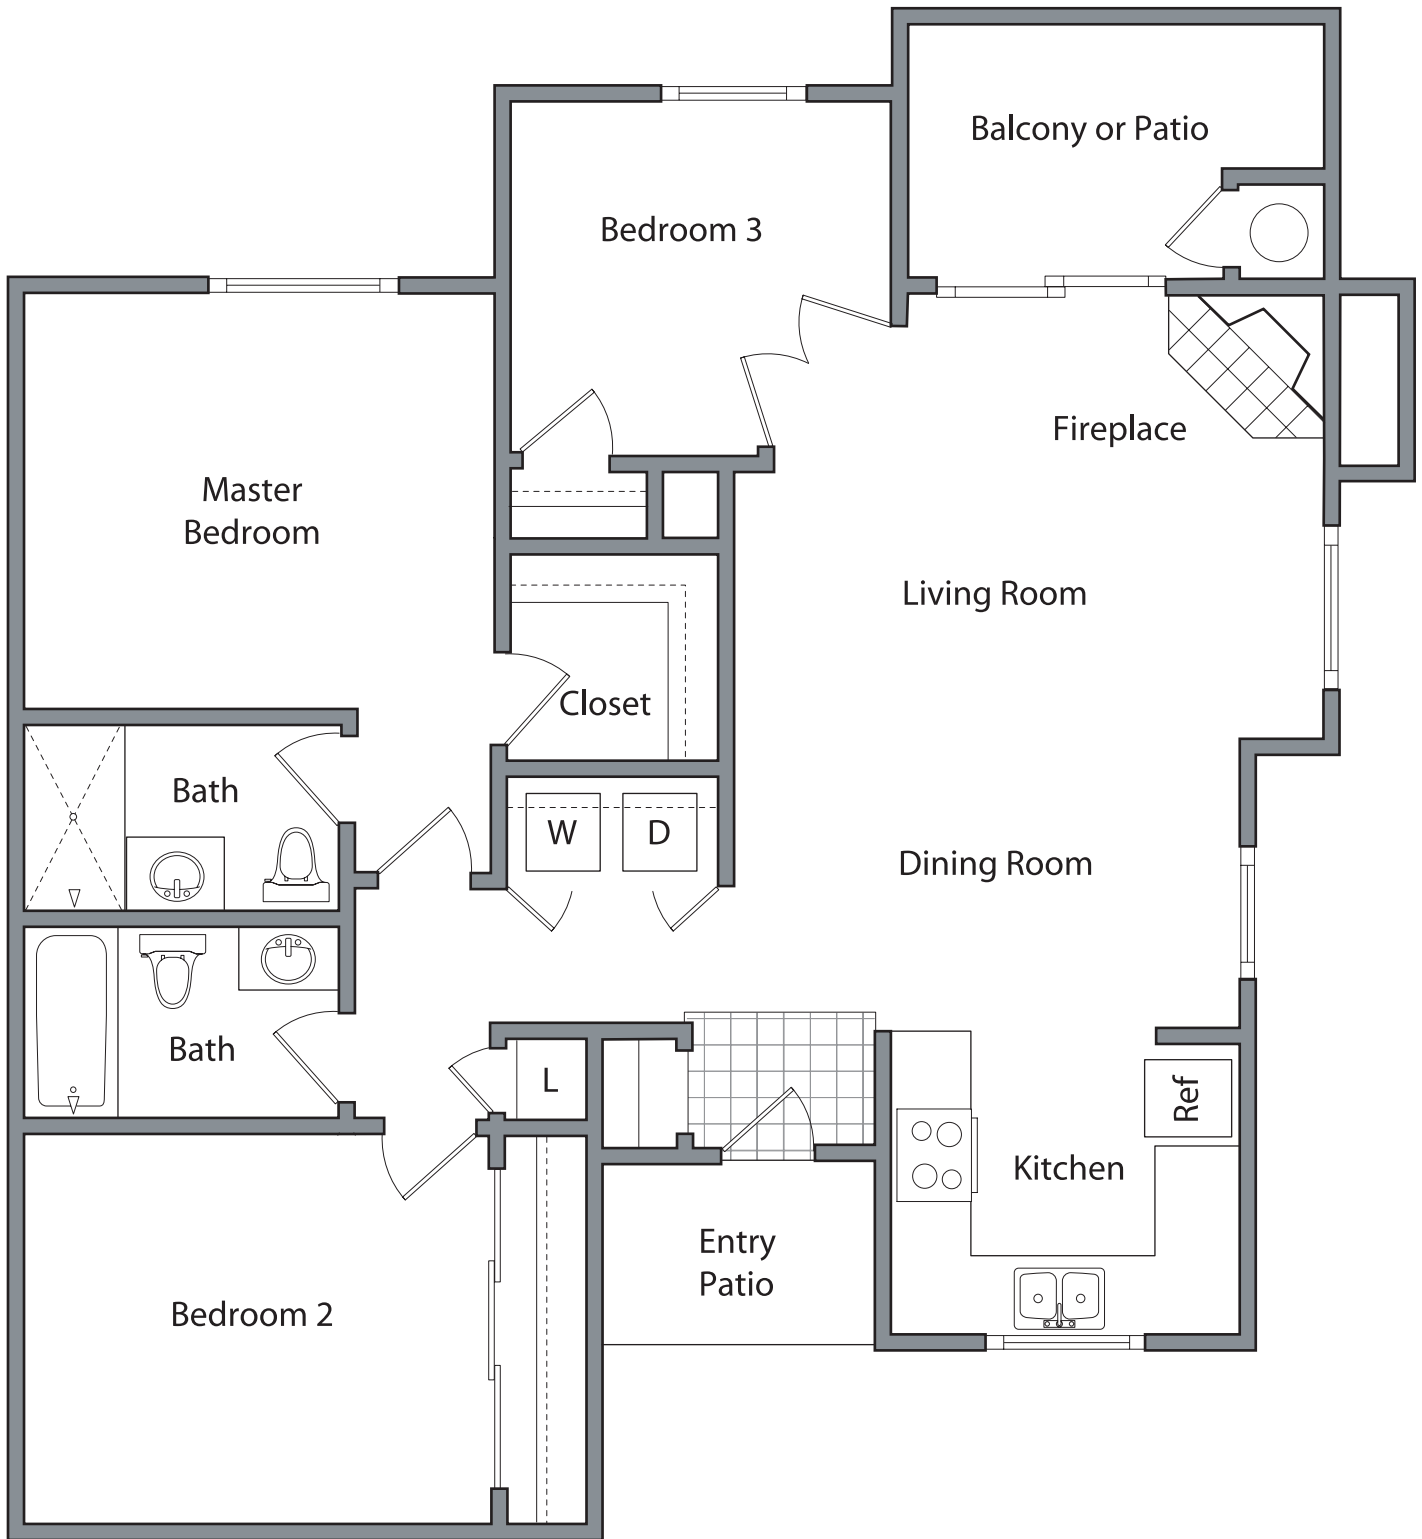 Balcony or Patio
Bedroom 3
Fireplace
Master
Bedroom
Living Room
Closet
Bath
W
D
Dining Room
Bath
L
Ref
Kitchen
Entry
Patio
Bedroom 2